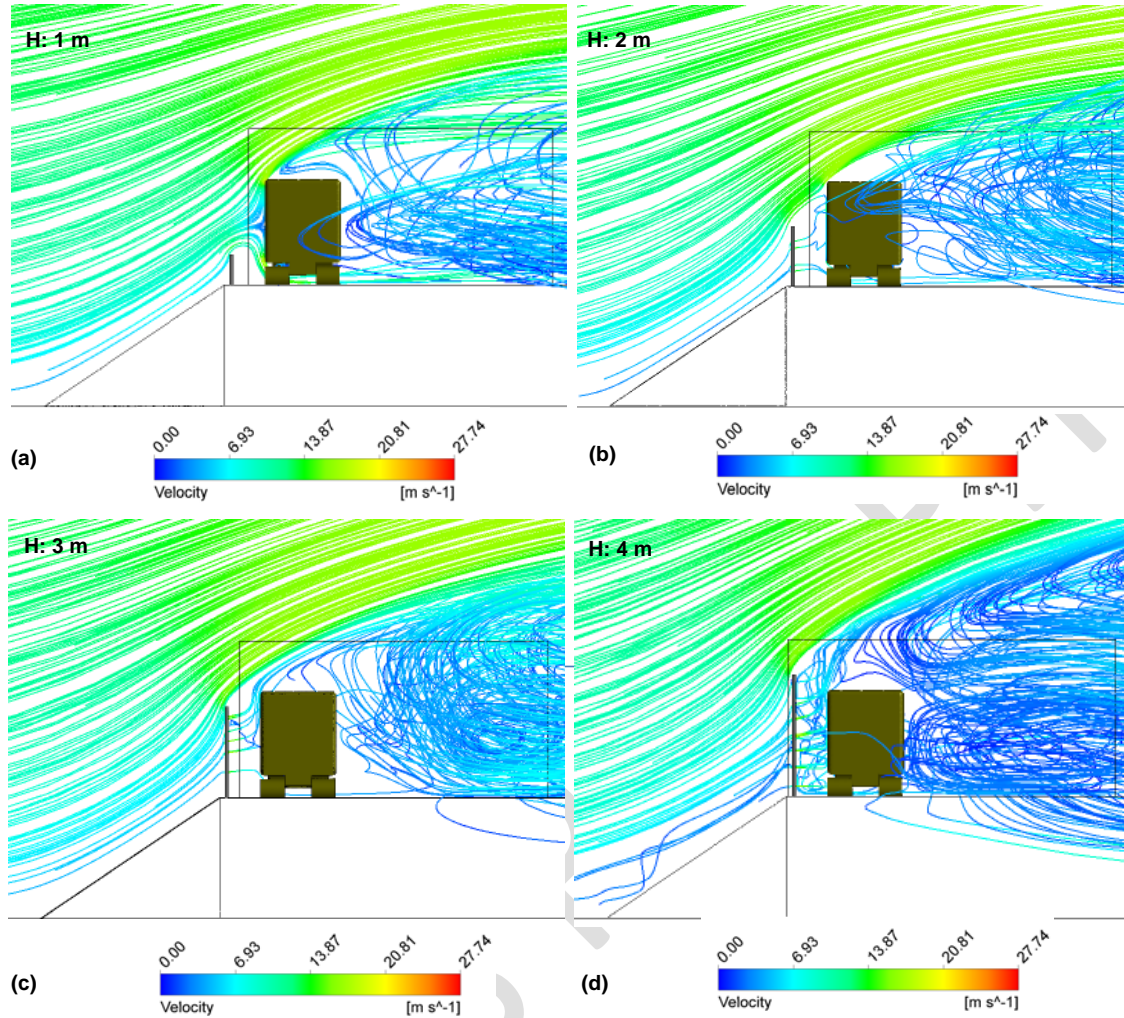 H: 1 m
H: 2 m
0.00 6.93 13.87 20.81 27.74
Velocity [m s^-1]
(a)
0.00 6.93 13.87 20.81 27.74
Velocity [m s^-1]
(b)
H: 3 m
H: 4 m
0.00 6.93 13.87 20.81 27.74
Velocity [m s^-1]
(c)
0.00 6.93 13.87 20.81 27.74
Velocity [m s^-1]
(d)